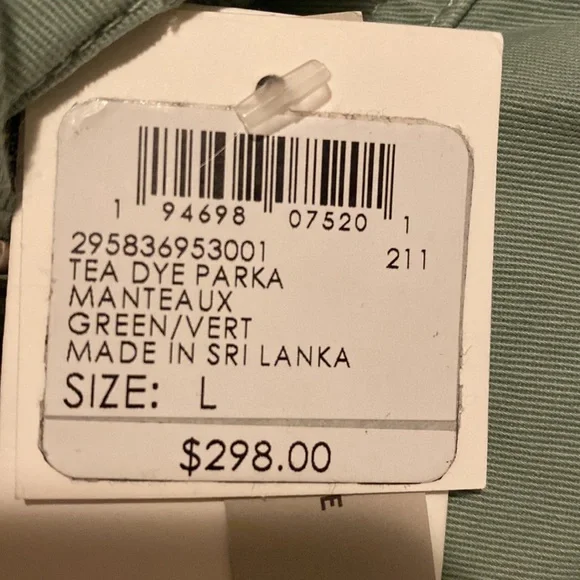 1 94698 07520 1
295836953001 211
TEA DYE PARKA
MANTEAUX
GREEN/VERT
MADE IN SRI LANKA
SIZE: L
$298.00
E